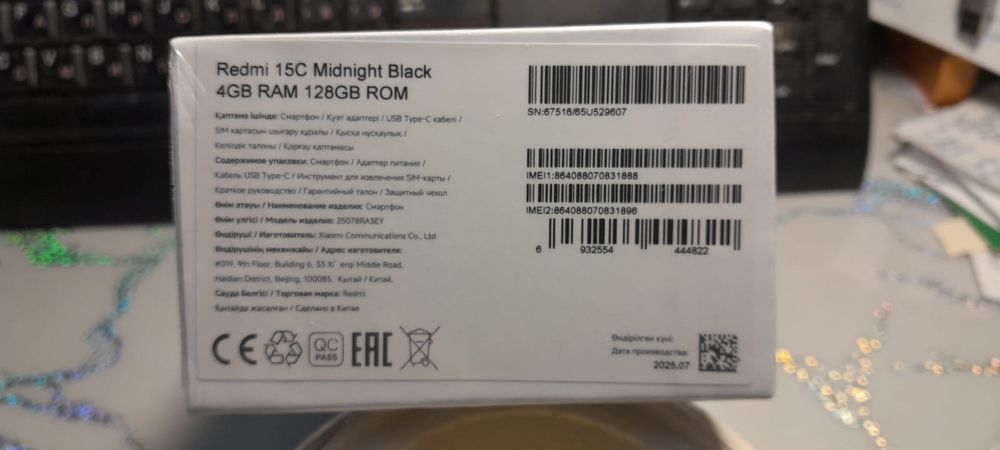 Redmi 15C Midnight Black
4GB RAM 128GB ROM
Қаптама ішінде: Смартфон / Қуат адаптері / USB Type-C кабелі /
SIM картасын шығару құралы / Қысқа нұсқаулық /
Кепілдік талоны / Қорғау қаптамасы
Содержимое упаковки: Смартфон / Адаптер питания /
Кабель USB Type-C / Инструмент для извлечения SIM-карты /
Краткое руководство / Гарантийный талон / Защитный чехол
Өнім атауы / Наименование изделия: Смартфон
Өнім үлгісі / Модель изделия: 25078RA3EY
Өндіруші / Изготовитель: Xiaomi Communications Co., Ltd.
Өндірушінің мекенжайы / Адрес изготовителя:
#019, 9th Floor, Building 6, 33 Xi erqi Middle Road,
Haidian District, Beijing, 100085, Қытай / Китай.
Сауда белгісі / Торговая марка: Redmi
Қытайда жасалған / Сделано в Китае
CE
QC
PASS
EAC
SN:67516/65U529607
IMEI1:864088070831888
IMEI2:864088070831896
6 932554 444822
Өндірілген күні:
Дата производства:
2025.07